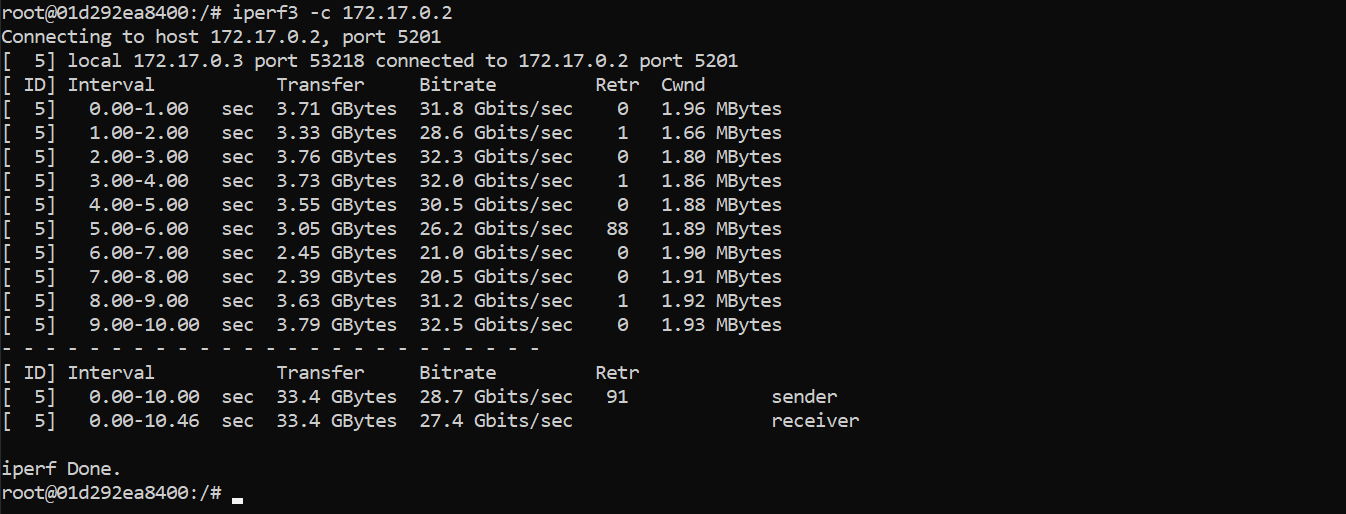 root@01d292ea8400:/# iperf3 -c 172.17.0.2
Connecting to host 172.17.0.2, port 5201
[  5] local 172.17.0.3 port 53218 connected to 172.17.0.2 port 5201
[ ID] Interval           Transfer     Bitrate         Retr  Cwnd
[  5]   0.00-1.00   sec  3.71 GBytes  31.8 Gbits/sec    0   1.96 MBytes
[  5]   1.00-2.00   sec  3.33 GBytes  28.6 Gbits/sec    1   1.66 MBytes
[  5]   2.00-3.00   sec  3.76 GBytes  32.3 Gbits/sec    0   1.80 MBytes
[  5]   3.00-4.00   sec  3.73 GBytes  32.0 Gbits/sec    1   1.86 MBytes
[  5]   4.00-5.00   sec  3.55 GBytes  30.5 Gbits/sec    0   1.88 MBytes
[  5]   5.00-6.00   sec  3.05 GBytes  26.2 Gbits/sec   88   1.89 MBytes
[  5]   6.00-7.00   sec  2.45 GBytes  21.0 Gbits/sec    0   1.90 MBytes
[  5]   7.00-8.00   sec  2.39 GBytes  20.5 Gbits/sec    0   1.91 MBytes
[  5]   8.00-9.00   sec  3.63 GBytes  31.2 Gbits/sec    1   1.92 MBytes
[  5]   9.00-10.00  sec  3.79 GBytes  32.5 Gbits/sec    0   1.93 MBytes
- - - - - - - - - - - - - - - - - - - - - - - - -
[ ID] Interval           Transfer     Bitrate         Retr
[  5]   0.00-10.00  sec  33.4 GBytes  28.7 Gbits/sec   91             sender
[  5]   0.00-10.46  sec  33.4 GBytes  27.4 Gbits/sec                  receiver
iperf Done.
root@01d292ea8400:/#